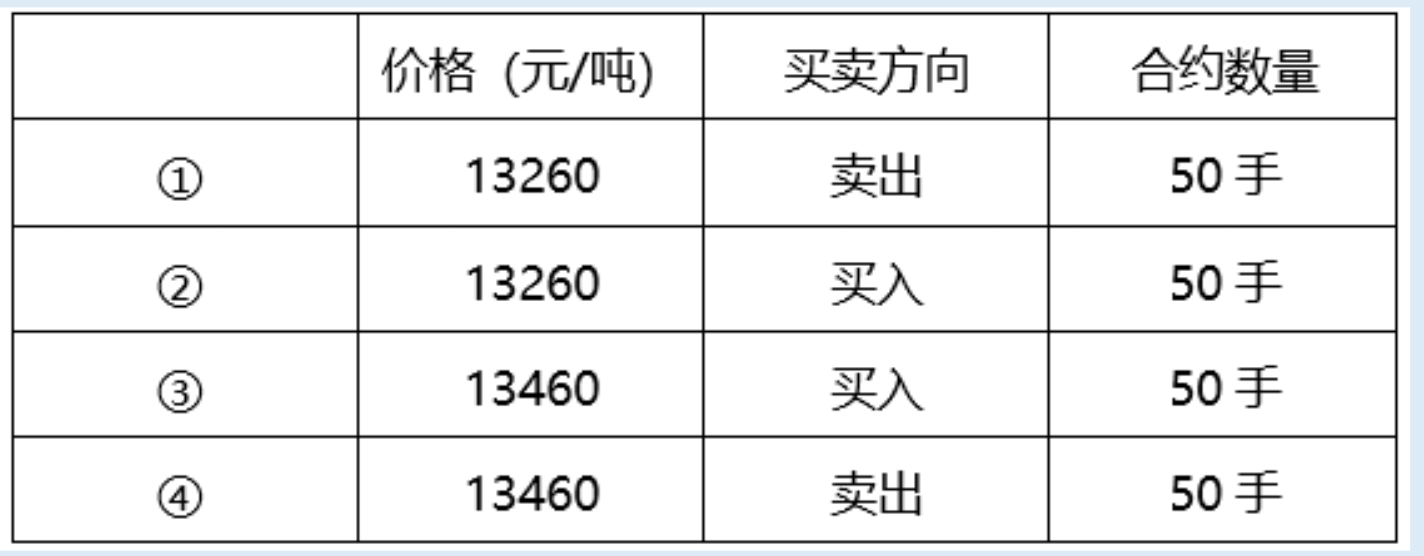 价格 (元/吨) 买卖方向 合约数量
① 13260 卖出 50 手
② 13260 买入 50 手
③ 13460 买入 50 手
④ 13460 卖出 50 手